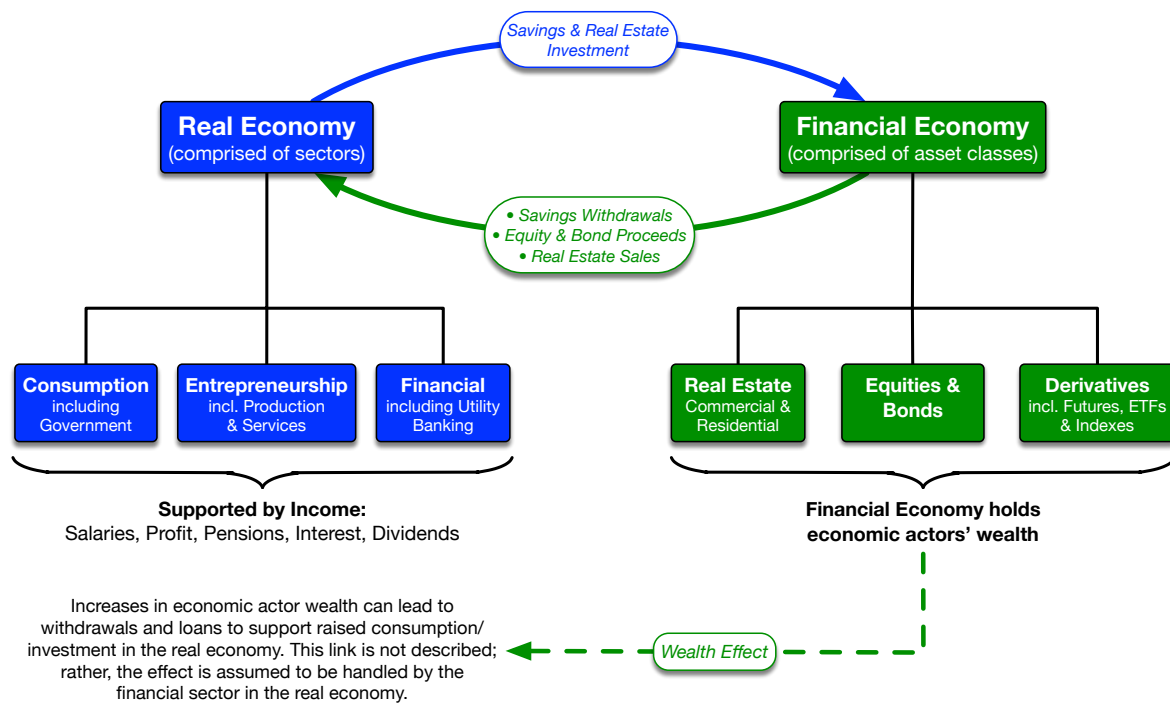 Savings & Real Estate
Investment
Real Economy
(comprised of sectors)
Financial Economy
(comprised of asset classes)
• Savings Withdrawals
• Equity & Bond Proceeds
• Real Estate Sales
Consumption
including
Government
Entrepreneurship
incl. Production
& Services
Financial
including Utility
Banking
Real Estate
Commercial &
Residential
Equities &
Bonds
Derivatives
incl. Futures, ETFs
& Indexes
Supported by Income:
Salaries, Profit, Pensions, Interest, Dividends
Financial Economy holds
economic actors’ wealth
Increases in economic actor wealth can lead to
withdrawals and loans to support raised consumption/
investment in the real economy. This link is not described;
rather, the effect is assumed to be handled by the
financial sector in the real economy.
Wealth Effect